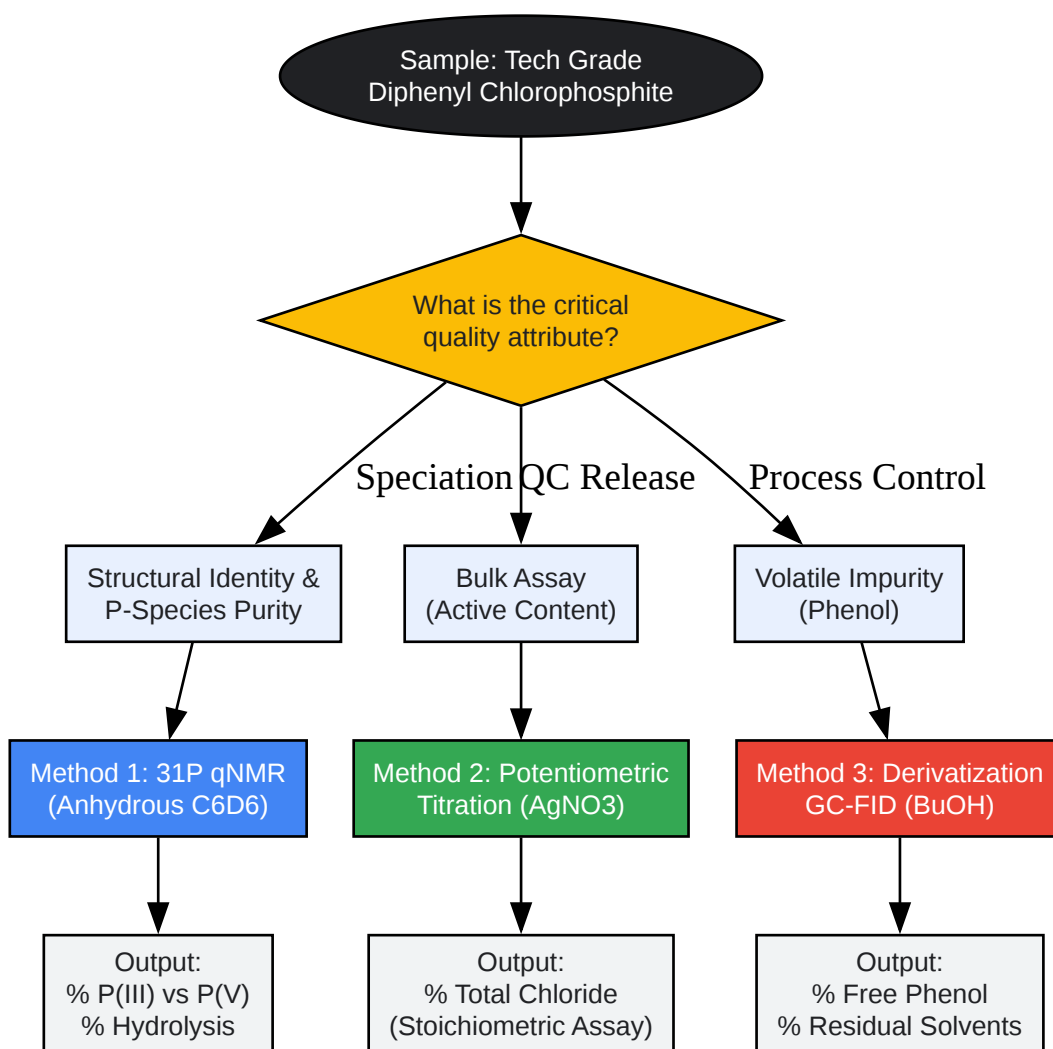 Sample: Tech Grade
Diphenyl Chlorophosphite
What is the critical
quality attribute?
Speciation
QC Release
Process Control
Structural Identity &
P-Species Purity
Bulk Assay
(Active Content)
Volatile Impurity
(Phenol)
Method 1: 31P qNMR
(Anhydrous C6D6)
Method 2: Potentiometric
Titration (AgNO3)
Method 3: Derivatization
GC-FID (BuOH)
Output:
% P(III) vs P(V)
% Hydrolysis
Output:
% Total Chloride
(Stoichiometric Assay)
Output:
% Free Phenol
% Residual Solvents